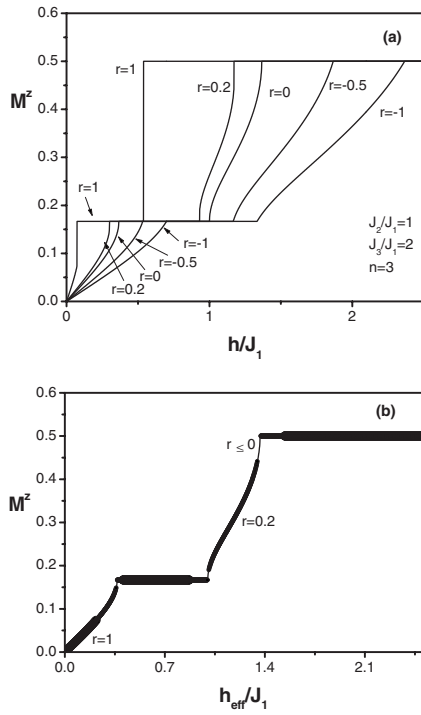 (a)
0.6
0.5
0.4
0.3
0.2
0.1
0.0
M^z
r=1
r=0.2
r=0
r=-0.5
r=-1
r=1
r=-1
r=-0.5
r=0
r=0.2
J_2/J_1=1
J_3/J_1=2
n=3
0
1
2
h/J_1
(b)
0.6
0.5
0.4
0.3
0.2
0.1
0.0
M^z
r ≤ 0
r=0.2
r=1
0.0
0.7
1.4
2.1
h_eff/J_1